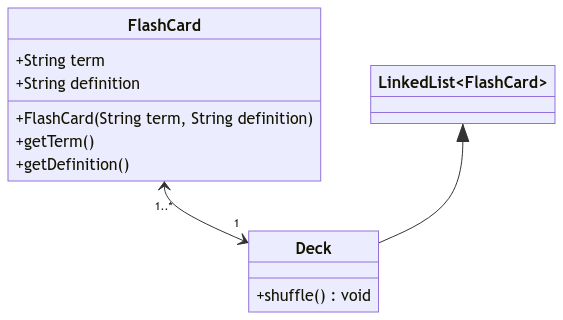 FlashCard
+String term
+String definition
+FlashCard(String term, String definition)
+getTerm()
+getDefinition()
LinkedList<FlashCard>
1..*
1
Deck
+shuffle() : void